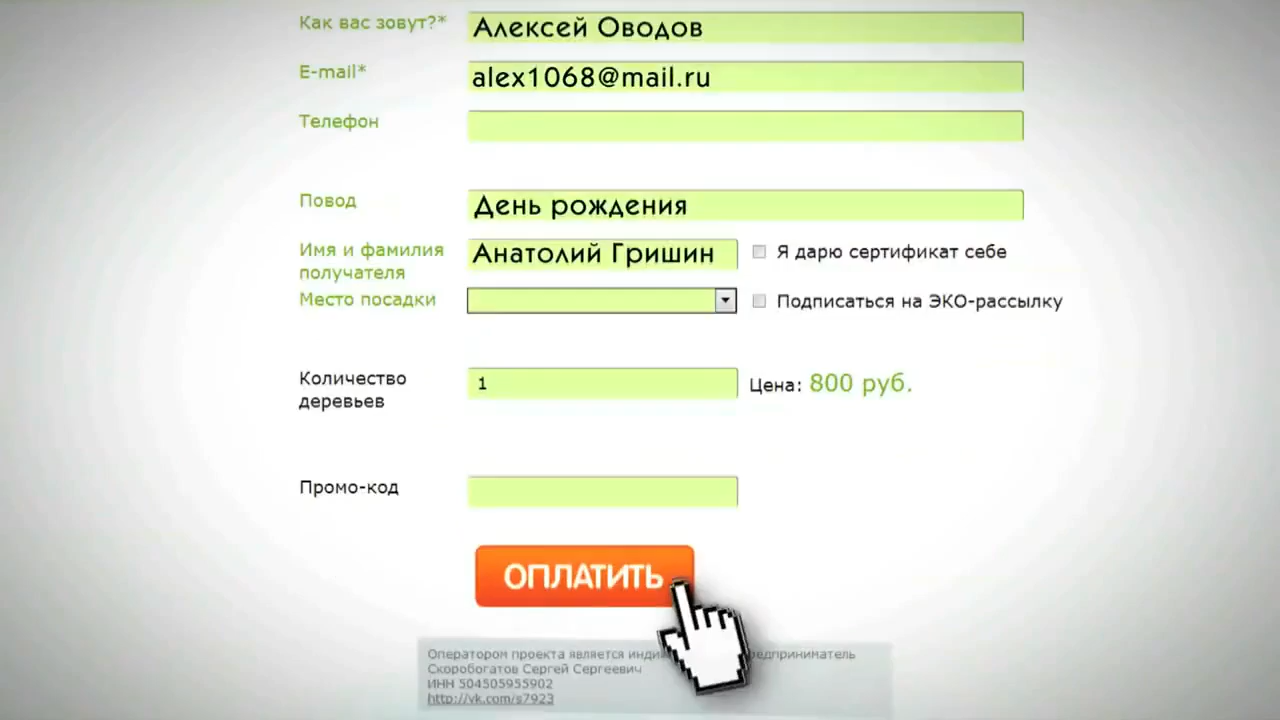 Как вас зовут?* Алексей Оводов
E-mail* alex1068@mail.ru
Телефон
Повод День рождения
Имя и фамилия
получателя Анатолий Гришин Я дарю сертификат себе
Место посадки Подписаться на ЭКО-рассылку
Количество
деревьев 1 Цена: 800 руб.
Промо-код
ОПЛАТИТЬ
Оператором проекта является
Скоробогатов Сергей Сергеевич
ИНН 504505955902
http://vk.com/s7923